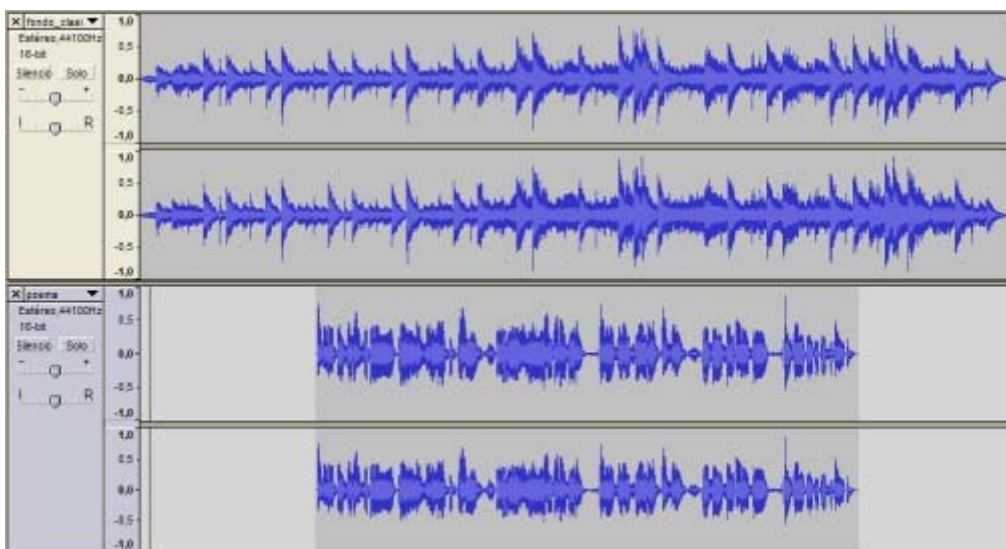 fondo_clasi
Estéreo,44100Hz
16-bit
Silencio Solo
- +
I R
1,0
0,5
0,0
-0,5
-1,0
1,0
0,5
0,0
-0,5
-1,0
poema
Estéreo,44100Hz
16-bit
Silencio Solo
- +
I R
1,0
0,5
0,0
-0,5
-1,0
1,0
0,5
0,0
-0,5
-1,0